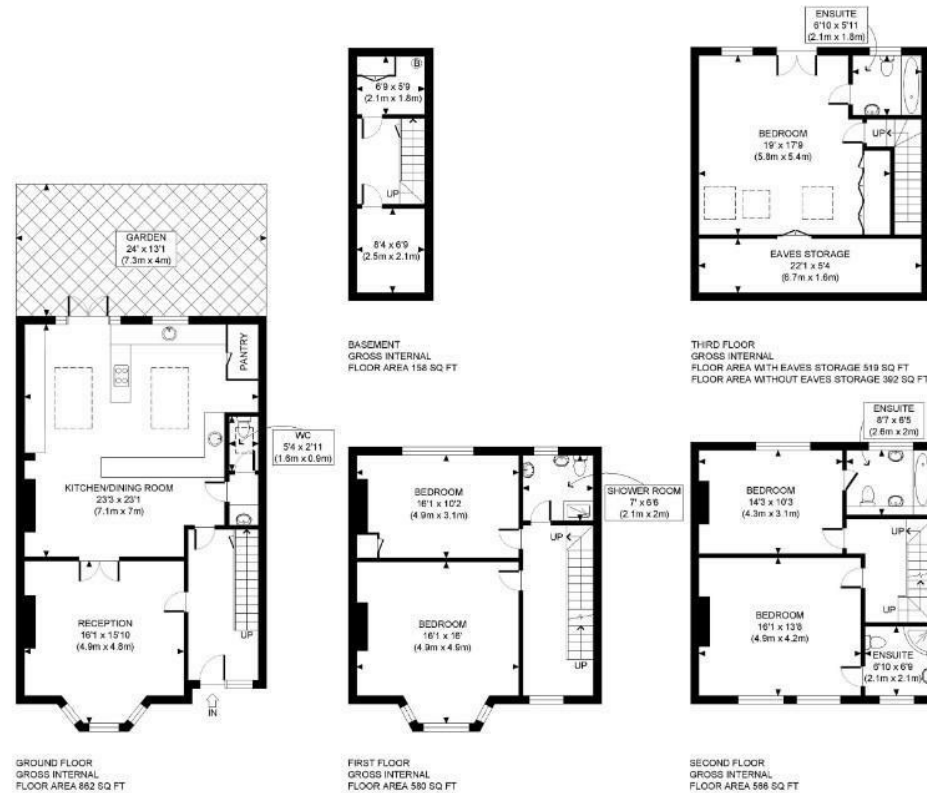 ENSUITE
6'10 x 5'11
(2.1m x 1.8m)
B
6'9 x 5'9
(2.1m x 1.8m)
UP
BEDROOM
19' x 17'9
(5.8m x 5.4m)
UP
8'4 x 6'9
(2.5m x 2.1m)
EAVES STORAGE
22'1 x 5'4
(6.7m x 1.6m)
GARDEN
24' x 13'1
(7.3m x 4m)
BASEMENT
GROSS INTERNAL
FLOOR AREA 158 SQ FT
THIRD FLOOR
GROSS INTERNAL
FLOOR AREA WITH EAVES STORAGE 519 SQ FT
FLOOR AREA WITHOUT EAVES STORAGE 392 SQ FT
PANTRY
WC
5'4 x 2'11
(1.6m x 0.9m)
KITCHEN/DINING ROOM
23'3 x 23'1
(7.1m x 7m)
RECEPTION
16'1 x 15'10
(4.9m x 4.8m)
UP
IN
BEDROOM
16'1 x 10'2
(4.9m x 3.1m)
SHOWER ROOM
7' x 6'6
(2.1m x 2m)
UP
BEDROOM
16'1 x 16'
(4.9m x 4.9m)
UP
ENSUITE
8'7 x 6'5
(2.6m x 2m)
BEDROOM
14'3 x 10'3
(4.3m x 3.1m)
UP
UP
BEDROOM
16'1 x 13'8
(4.9m x 4.2m)
ENSUITE
6'10 x 6'9
(2.1m x 2.1m)
GROUND FLOOR
GROSS INTERNAL
FLOOR AREA 862 SQ FT
FIRST FLOOR
GROSS INTERNAL
FLOOR AREA 580 SQ FT
SECOND FLOOR
GROSS INTERNAL
FLOOR AREA 566 SQ FT